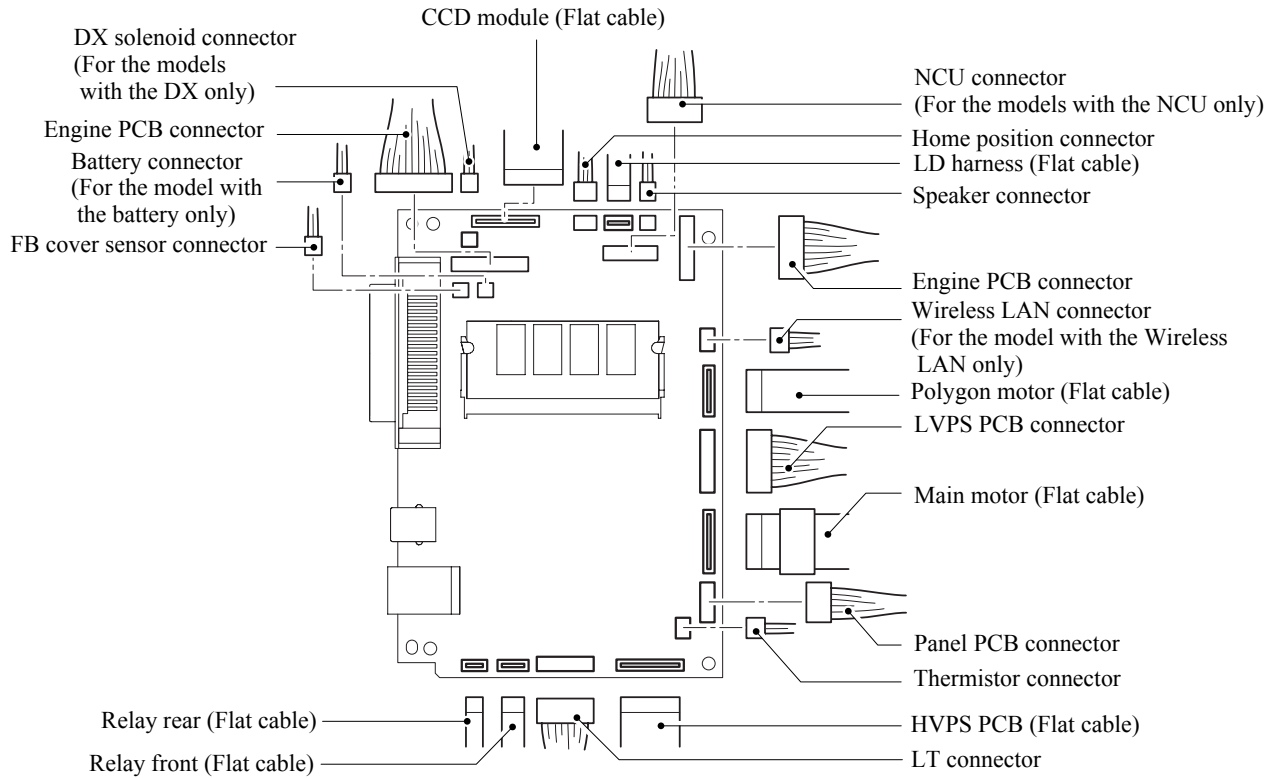 CCD module (Flat cable)
DX solenoid connector
(For the models
with the DX only)
Engine PCB connector
Battery connector
(For the model with
the battery only)
FB cover sensor connector
NCU connector
(For the models with the NCU only)
Home position connector
LD harness (Flat cable)
Speaker connector
Engine PCB connector
Wireless LAN connector
(For the model with the Wireless
LAN only)
Polygon motor (Flat cable)
LVPS PCB connector
Main motor (Flat cable)
Panel PCB connector
Thermistor connector
HVPS PCB (Flat cable)
LT connector
Relay rear (Flat cable)
Relay front (Flat cable)